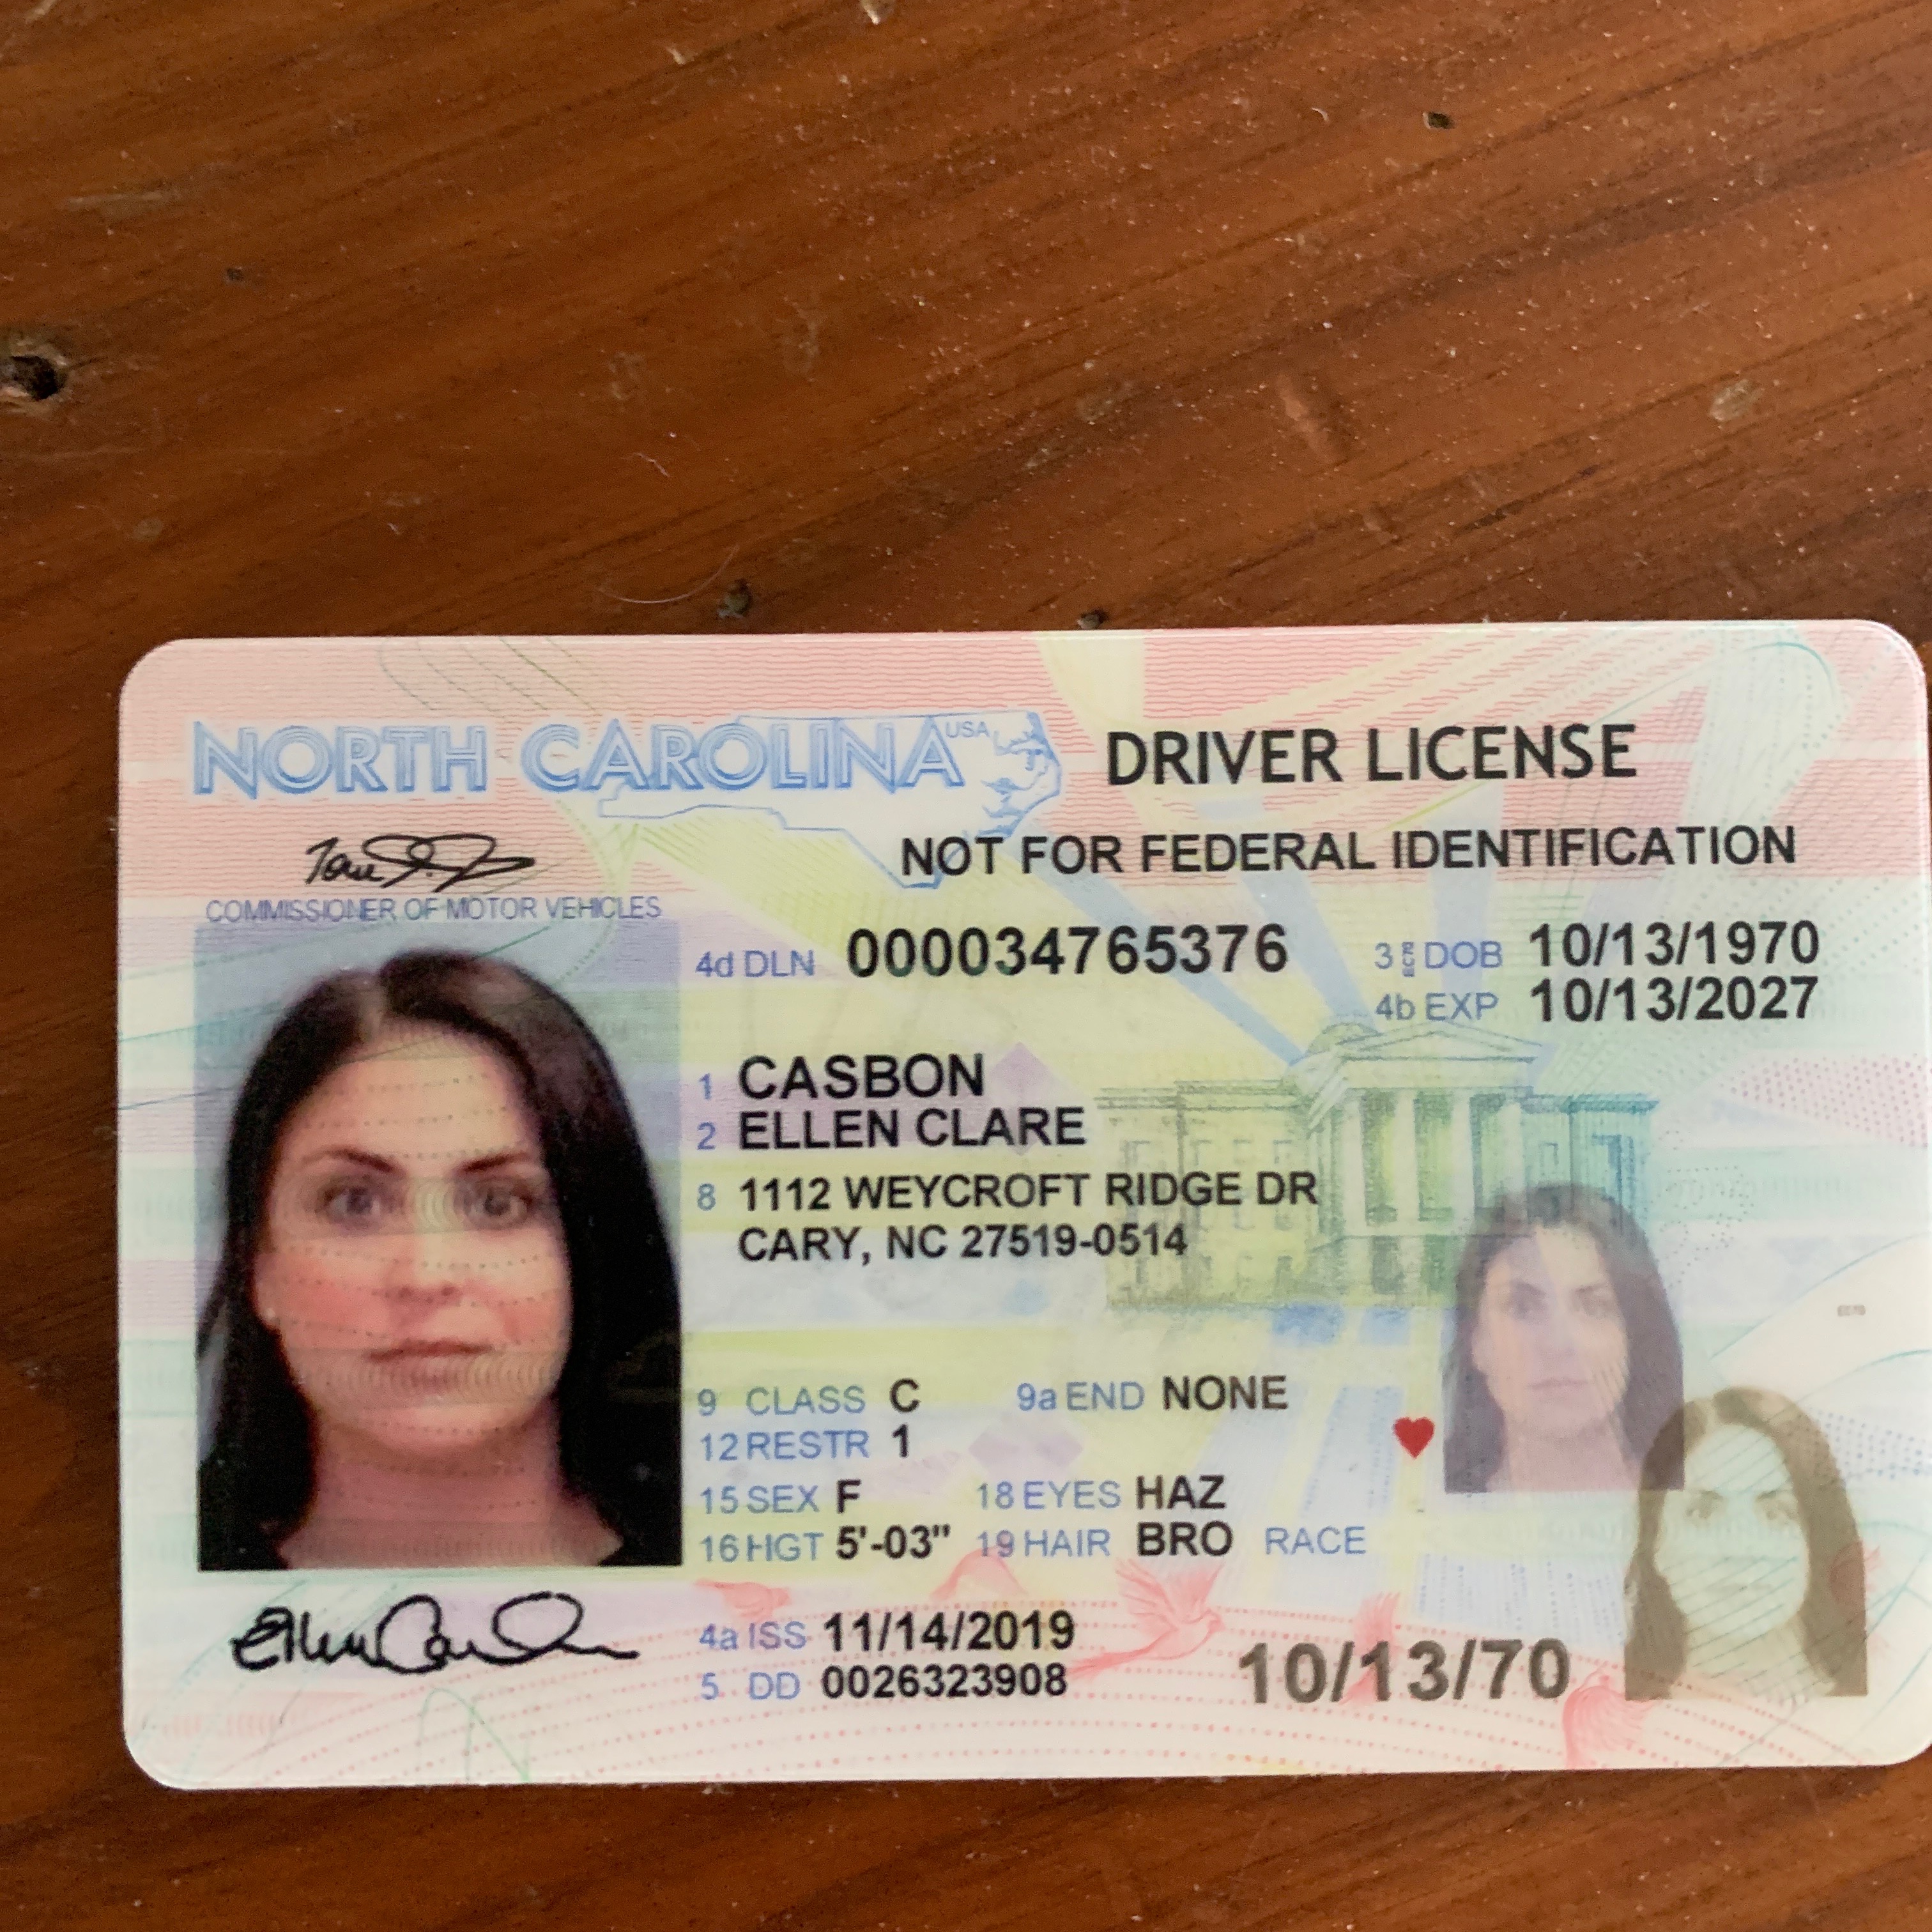 NORTH CAROLINA USA DRIVER LICENSE
NOT FOR FEDERAL IDENTIFICATION
COMMISSIONER OF MOTOR VEHICLES
4d DLN 000034765376 3 DOB 10/13/1970
4b EXP 10/13/2027
1 CASBON
2 ELLEN CLARE
8 1112 WEYCROFT RIDGE DR
CARY, NC 27519-0514
9 CLASS C 9a END NONE
12 RESTR 1
15 SEX F 18 EYES HAZ
16 HGT 5'-03" 19 HAIR BRO RACE
4a ISS 11/14/2019
5 DD 0026323908
10/13/70